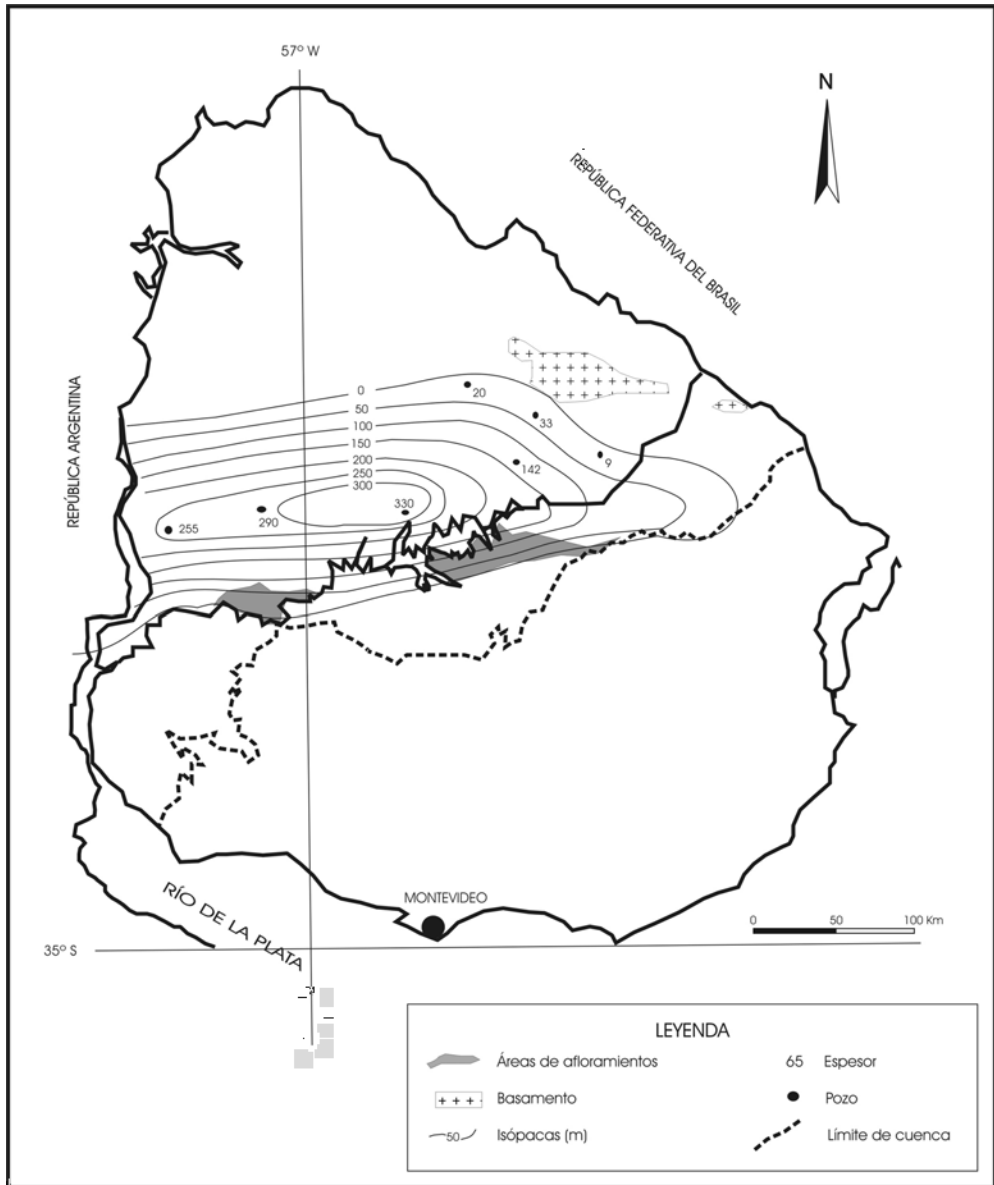 57º W
N
REPÚBLICA FEDERATIVA DEL BRASIL
REPÚBLICA ARGENTINA
0
50
100
150
200
250
300
20
33
9
142
330
290
255
MONTEVIDEO
RÍO DE LA PLATA
35º S
0 50 100 Km
LEYENDA
Áreas de afloramientos
65 Espesor
Basamento
Pozo
50 Isópacas (m)
Límite de cuenca